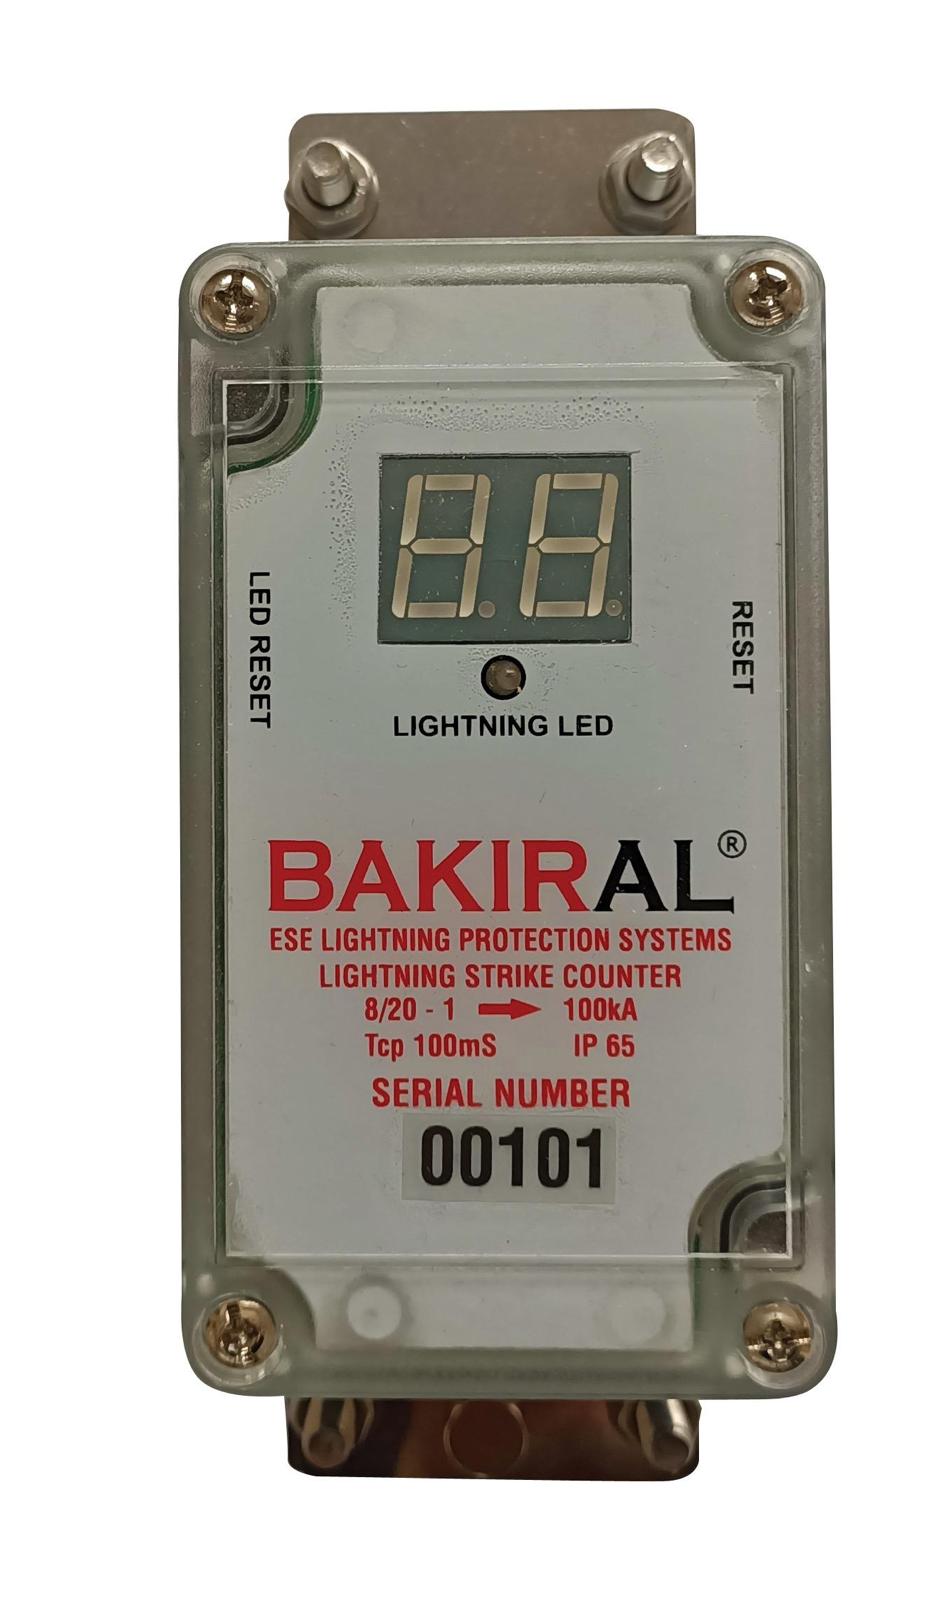 LED RESET
RESET
LIGHTNING LED
BAKIRAL®
ESE LIGHTNING PROTECTION SYSTEMS
LIGHTNING STRIKE COUNTER
8/20 - 1 ➡ 100kA
Tcp 100mS IP 65
SERIAL NUMBER
00101